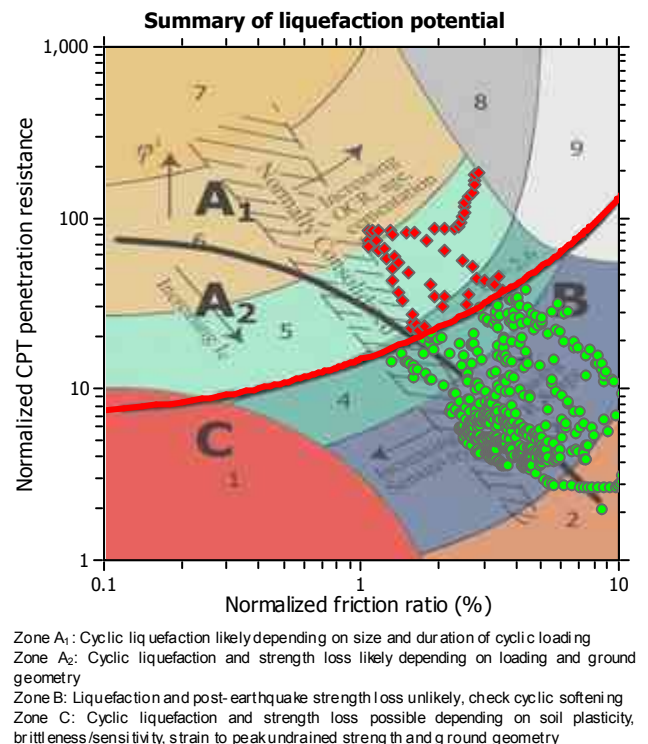 Summary of liquefaction potential
1,000
7
8
9
φ'
Increasing
OCR, age,
cementation
Normally Consolidated
A1
100
6
A2
B
5
10
4
C
1
2
1
0.1
1
10
Normalized CPT penetration resistance
Normalized friction ratio (%)
Zone A1: Cyclic liquefaction likely depending on size and duration of cyclic loading
Zone A2: Cyclic liquefaction and strength loss likely depending on loading and ground
geometry
Zone B: Liquefaction and post-earthquake strength loss unlikely, check cyclic softening
Zone C: Cyclic liquefaction and strength loss possible depending on soil plasticity,
brittleness/sensitivity, strain to peak undrained strength and ground geometry